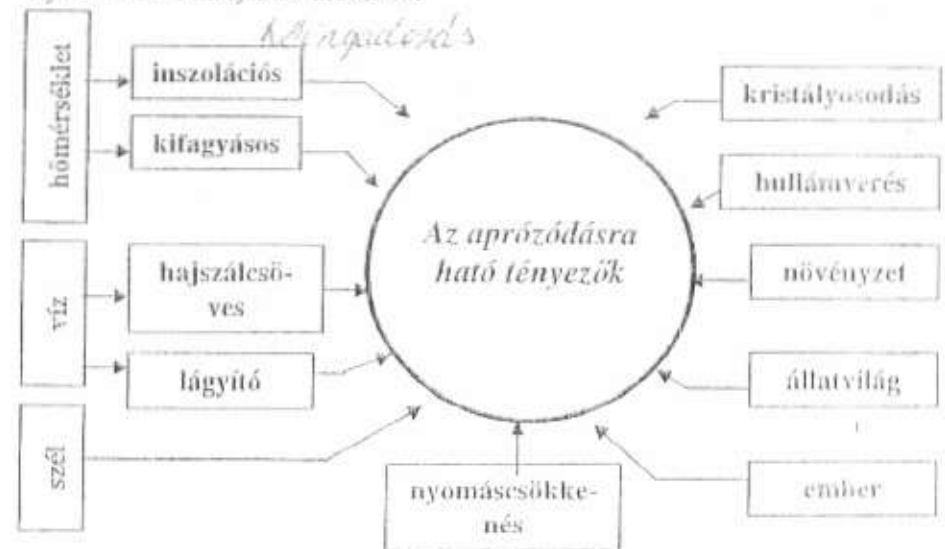 hőmérséklet
inszolációs
kifagyásos
víz
hajszálcsö-
ves
lágyító
szél
Az aprózódásra
ható tényezők
nyomáscsökke-
nés
kristályosodás
hullámverés
növényzet
állatvilág
ember